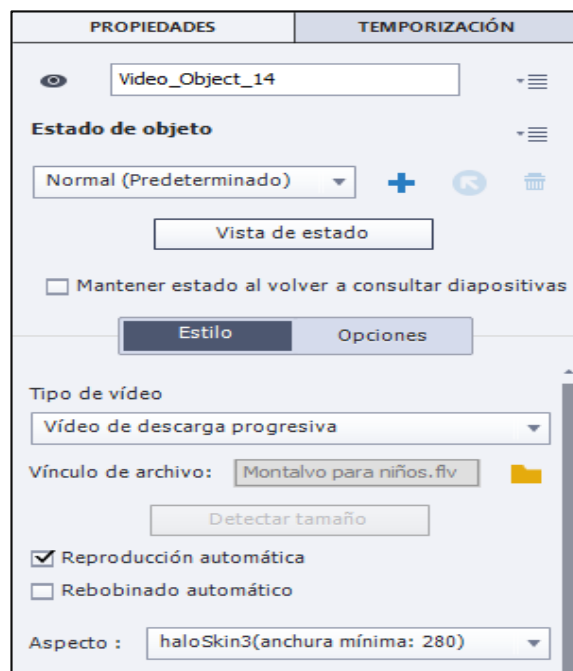 PROPIEDADES TEMPORIZACIÓN
Video_Object_14
Estado de objeto
Normal (Predeterminado)
Vista de estado
Mantener estado al volver a consultar diapositivas
Estilo Opciones
Tipo de vídeo
Vídeo de descarga progresiva
Vínculo de archivo: Montalvo para niños.flv
Detectar tamaño
Reproducción automática
Rebobinado automático
Aspecto : haloSkin3(anchura mínima: 280)